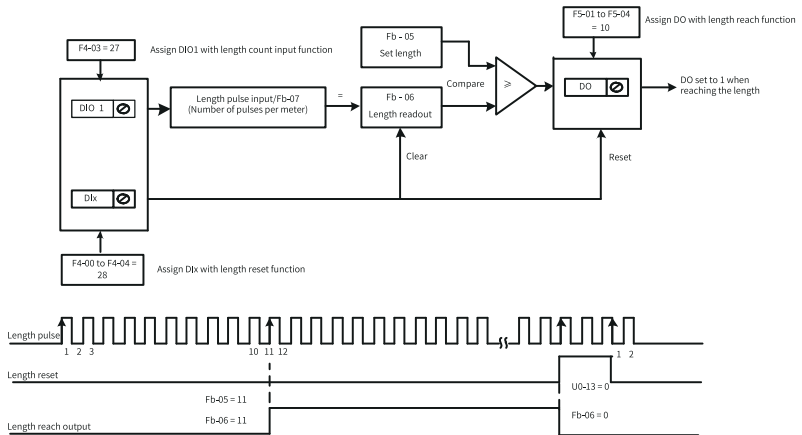 F4-03 = 27
Assign DIO1 with length count input function
Fb - 05
Set length
F5-01 to F5-04
= 10
Assign DO with length reach function
DIO 1
Length pulse input/Fb-07
(Number of pulses per meter)
=
Fb - 06
Length readout
Compare
≥
DO
DO set to 1 when
reaching the length
Clear
Reset
DIx
F4-00 to F4-04 =
28
Assign DIx with length reset function
Length pulse
1 2 3
10 11 12
1 2
Length reset
U0-13 = 0
Fb-05 = 11
Fb-06 = 11
Fb-06 = 0
Length reach output